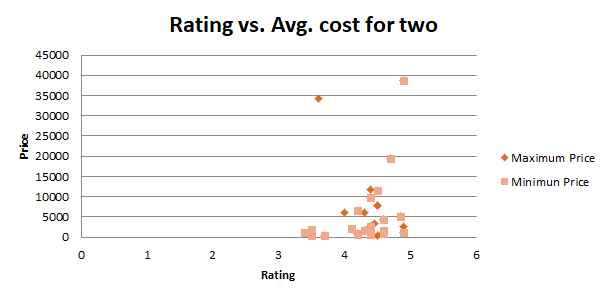 Rating vs. Avg. cost for two
45000
40000
35000
30000
25000
20000
15000
10000
5000
0
Price
0 1 2 3 4 5 6
Rating
Maximum Price
Minimun Price